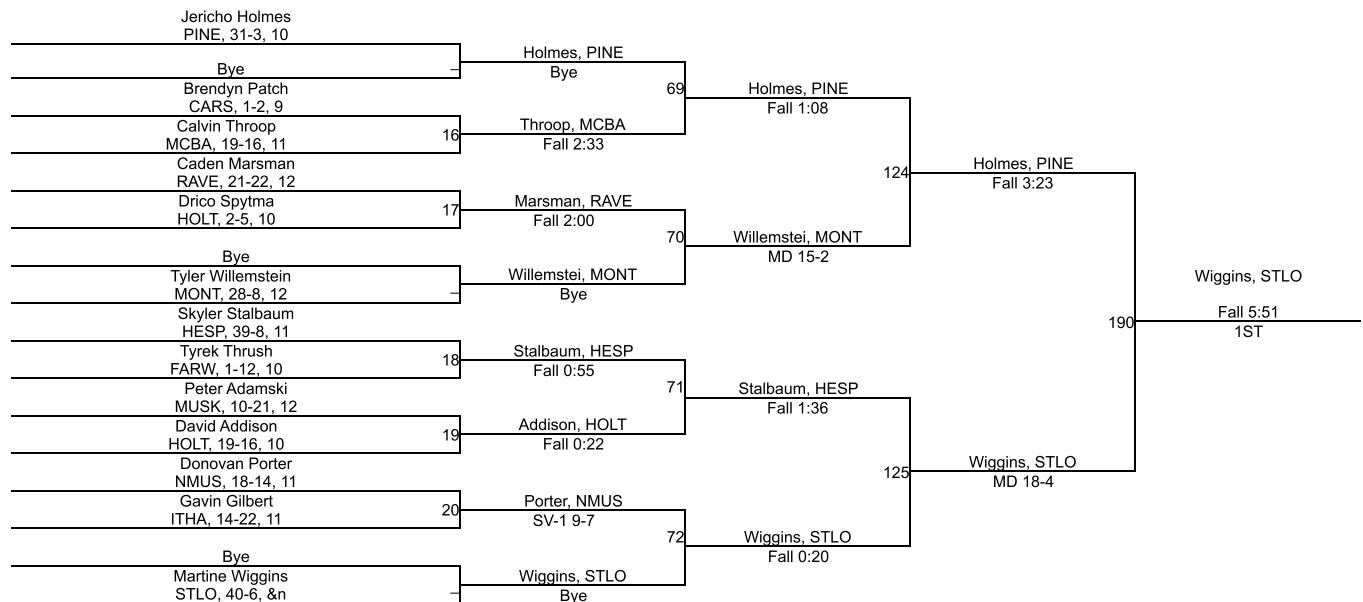 Jericho Holmes
PINE, 31-3, 10
Bye
Brendyn Patch
CARS, 1-2, 9
Calvin Throop
MCBA, 19-16, 11
Caden Marsman
RAVE, 21-22, 12
Drico Spytma
HOLT, 2-5, 10
Bye
Tyler Willemstein
MONT, 28-8, 12
Skyler Stalbaum
HESP, 39-8, 11
Tyrek Thrush
FARW, 1-12, 10
Peter Adamski
MUSK, 10-21, 12
David Addison
HOLT, 19-16, 10
Donovan Porter
NMUS, 18-14, 11
Gavin Gilbert
ITHA, 14-22, 11
Bye
Martine Wiggins
STLO, 40-6, &n
–
16
17
–
18
19
20
–
Holmes, PINE
Bye
Throop, MCBA
Fall 2:33
Marsman, RAVE
Fall 2:00
Willemstei, MONT
Bye
Stalbaum, HESP
Fall 0:55
Addison, HOLT
Fall 0:22
Porter, NMUS
SV-1 9-7
Wiggins, STLO
Bye
69
70
71
72
Holmes, PINE
Fall 1:08
Willemstei, MONT
MD 15-2
Stalbaum, HESP
Fall 1:36
Wiggins, STLO
Fall 0:20
124
125
Holmes, PINE
Fall 3:23
Wiggins, STLO
MD 18-4
190
Wiggins, STLO
Fall 5:51
1ST